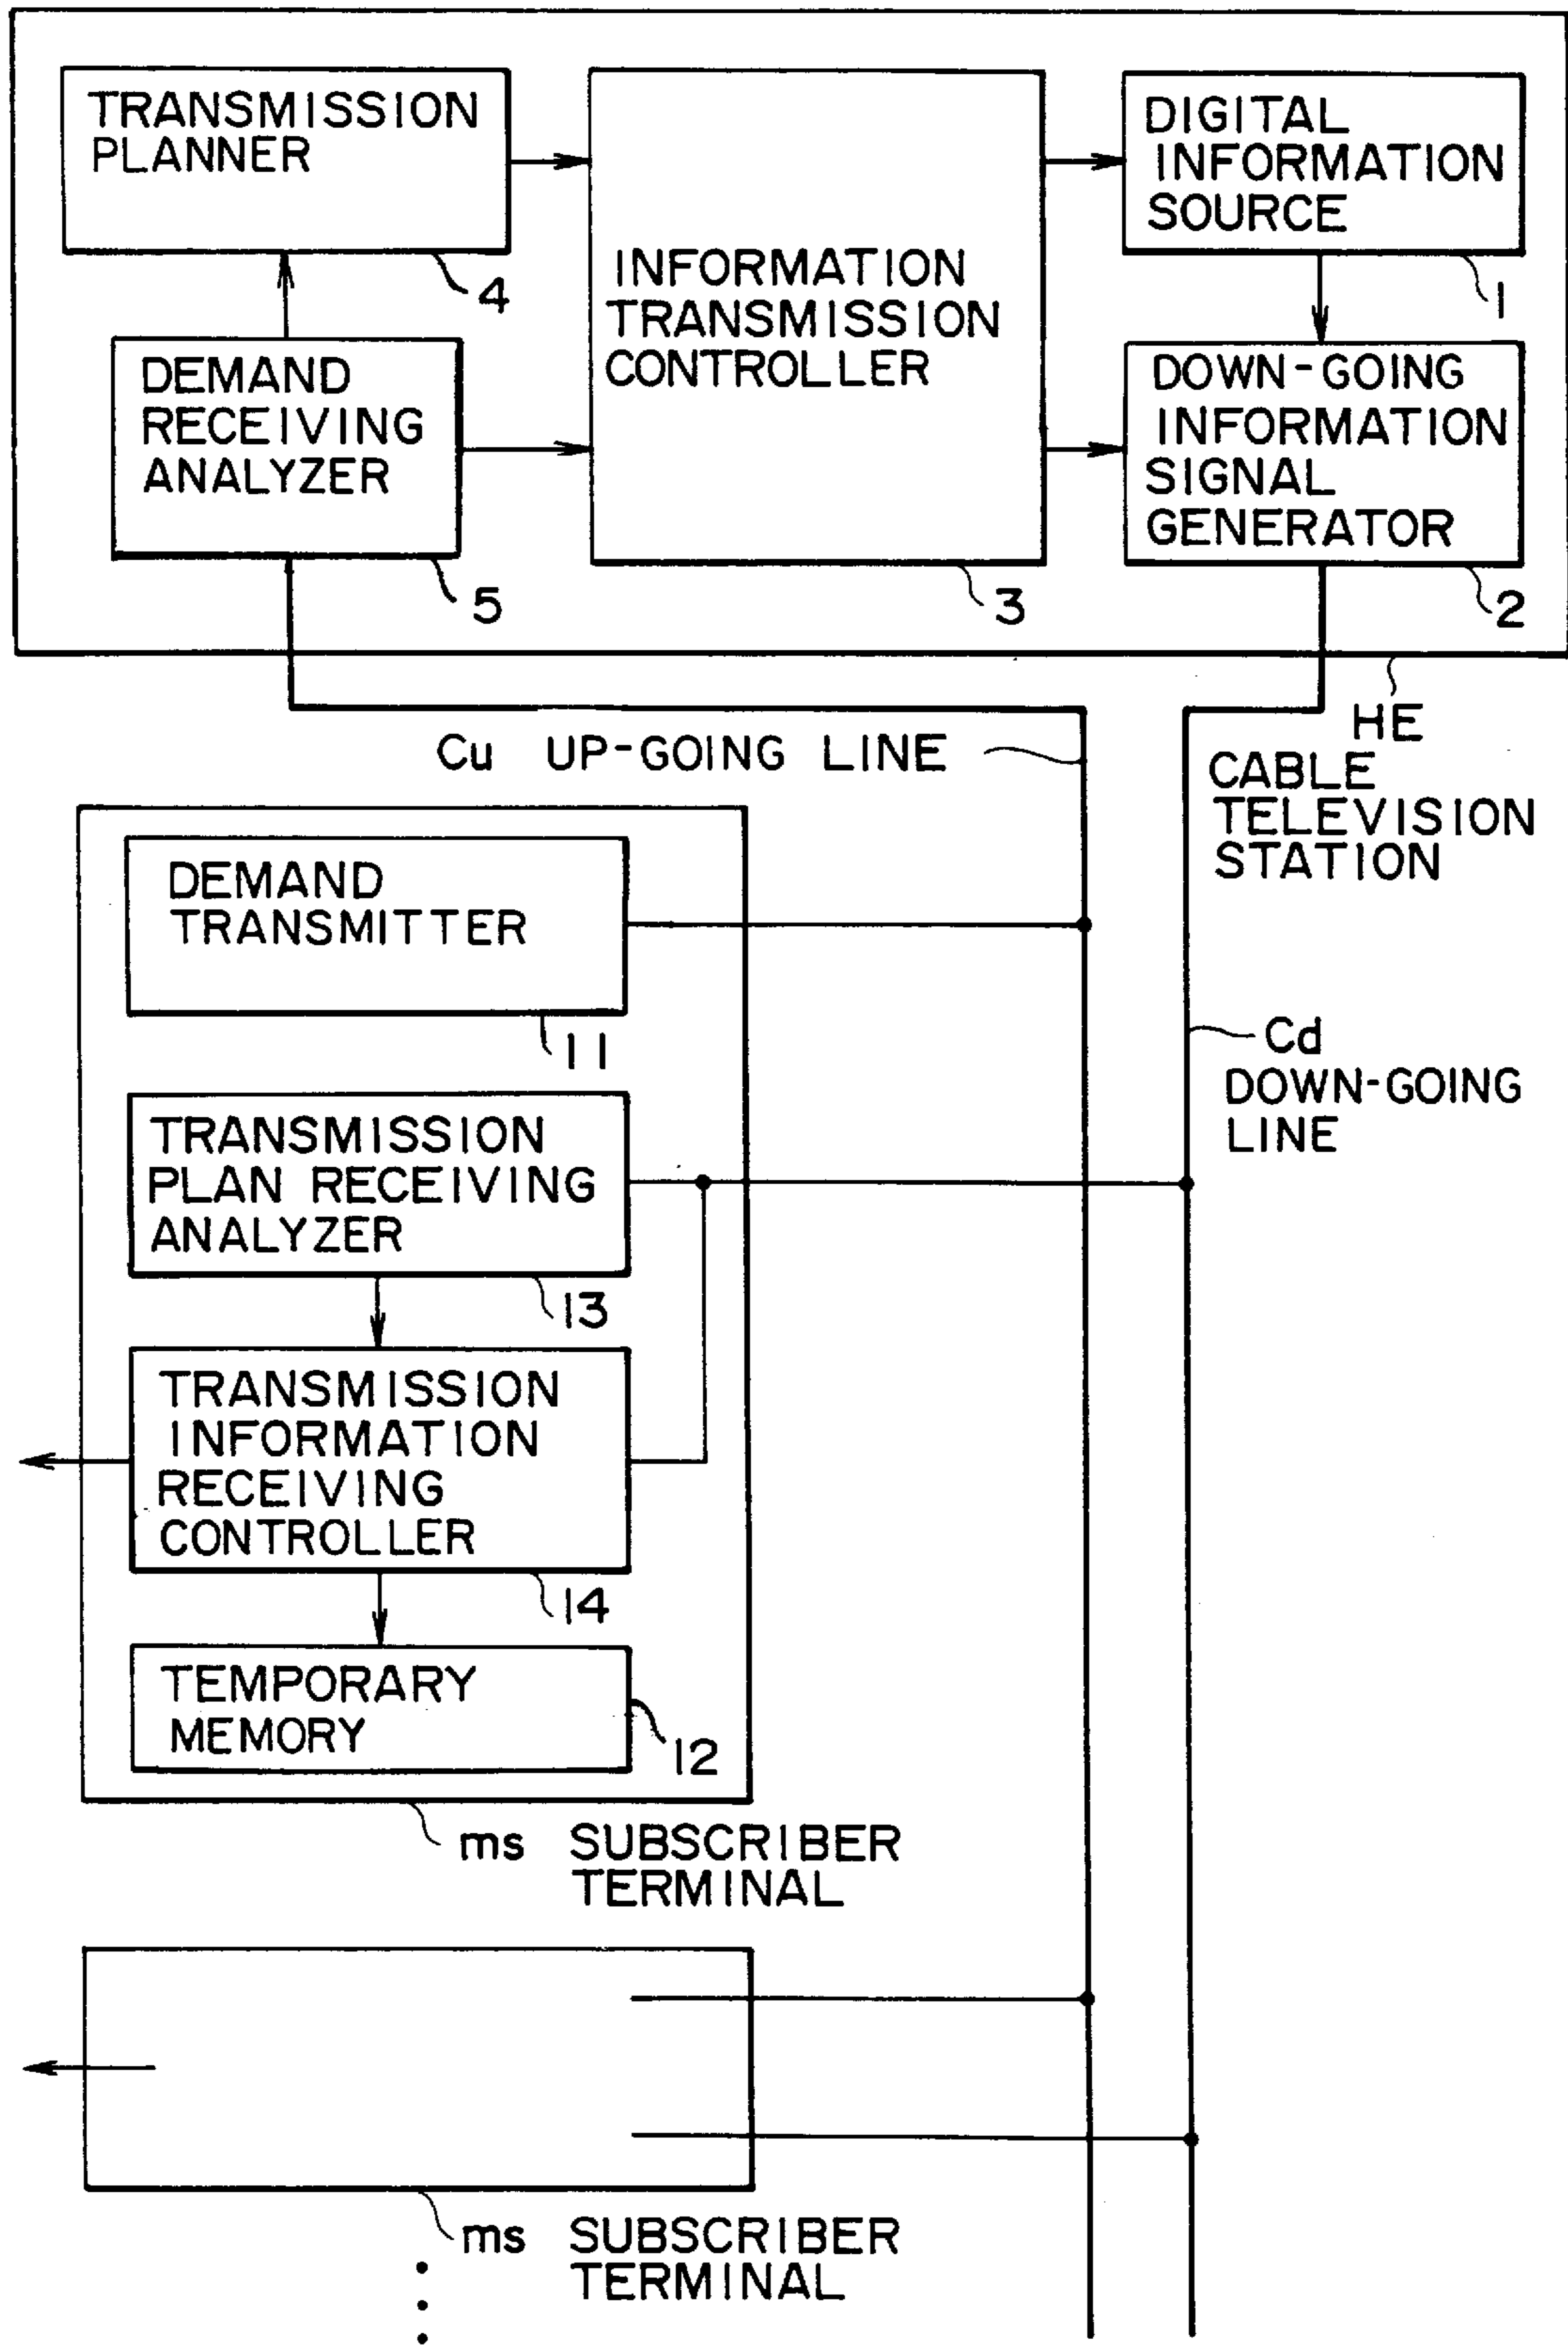 TRANSMISSION
PLANNER
4
DEMAND
RECEIVING
ANALYZER
5
INFORMATION
TRANSMISSION
CONTROLLER
3
DIGITAL
INFORMATION
SOURCE
1
DOWN-GOING
INFORMATION
SIGNAL
GENERATOR
2
HE
CABLE
TELEVISION
STATION
Cu UP-GOING LINE
DEMAND
TRANSMITTER
11
Cd
DOWN-GOING
LINE
TRANSMISSION
PLAN RECEIVING
ANALYZER
13
TRANSMISSION
INFORMATION
RECEIVING
CONTROLLER
14
TEMPORARY
MEMORY
12
ms SUBSCRIBER
TERMINAL
ms SUBSCRIBER
TERMINAL